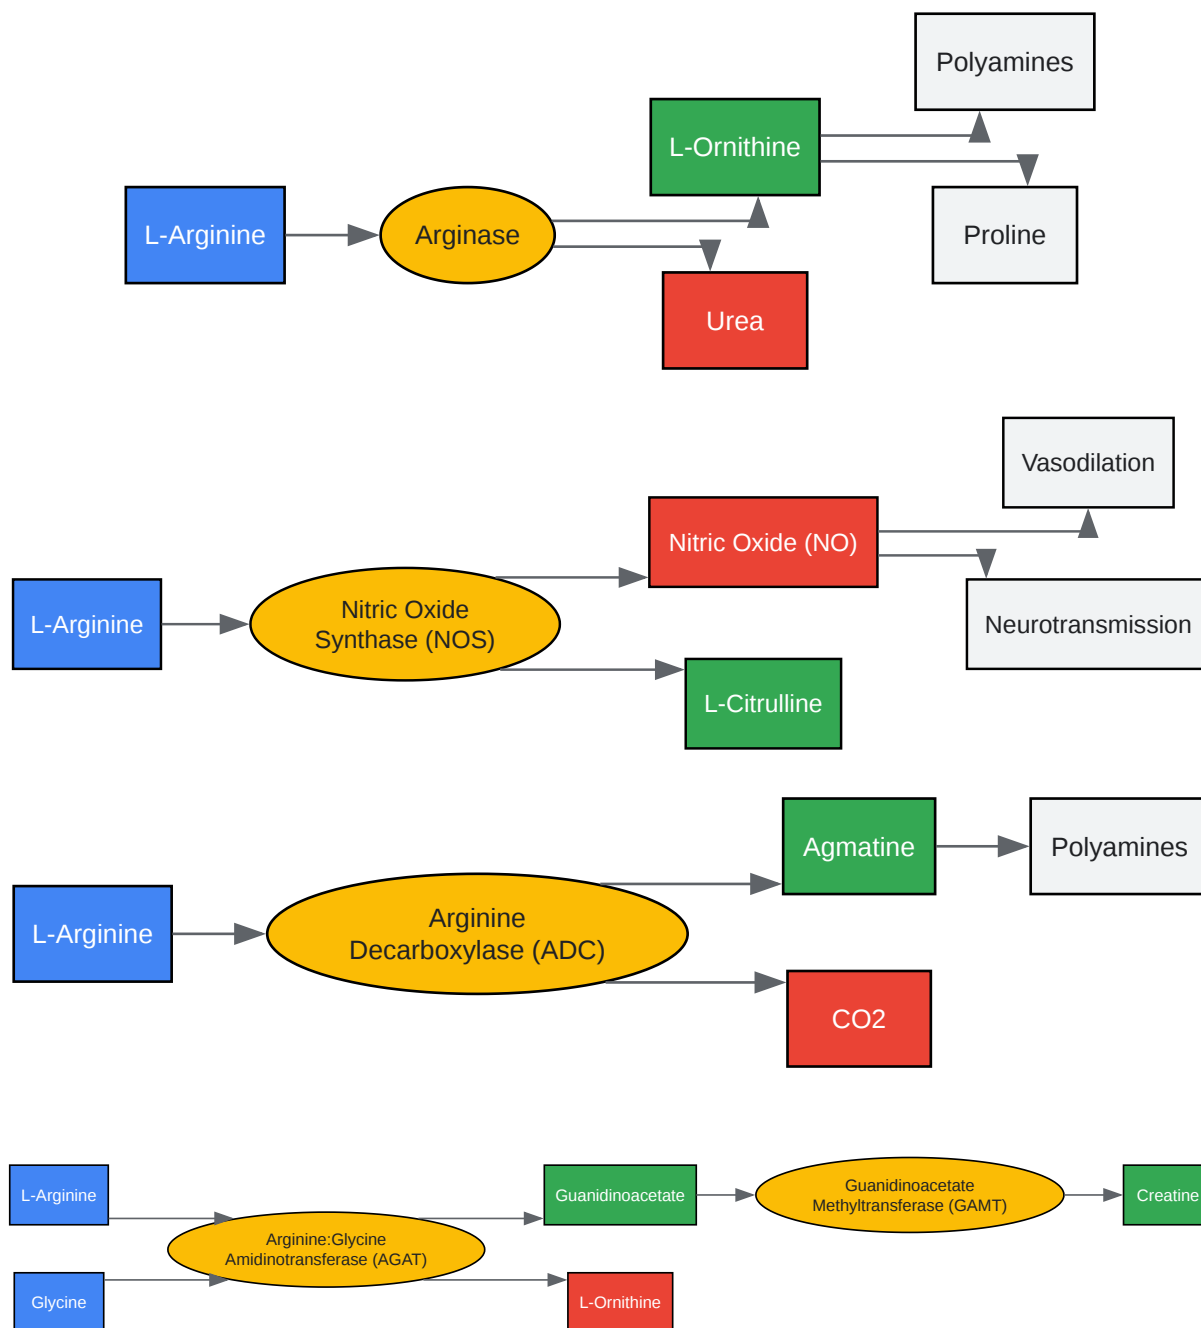 Polyamines
L-Ornithine
L-Arginine
Arginase
Proline
Urea
Vasodilation
Nitric Oxide (NO)
L-Arginine
Nitric Oxide
Synthase (NOS)
Neurotransmission
L-Citrulline
Agmatine
Polyamines
L-Arginine
Arginine
Decarboxylase (ADC)
CO2
L-Arginine
Guanidinoacetate
Guanidinoacetate
Methyltransferase (GAMT)
Creatine
Arginine:Glycine
Amidinotransferase (AGAT)
Glycine
L-Ornithine